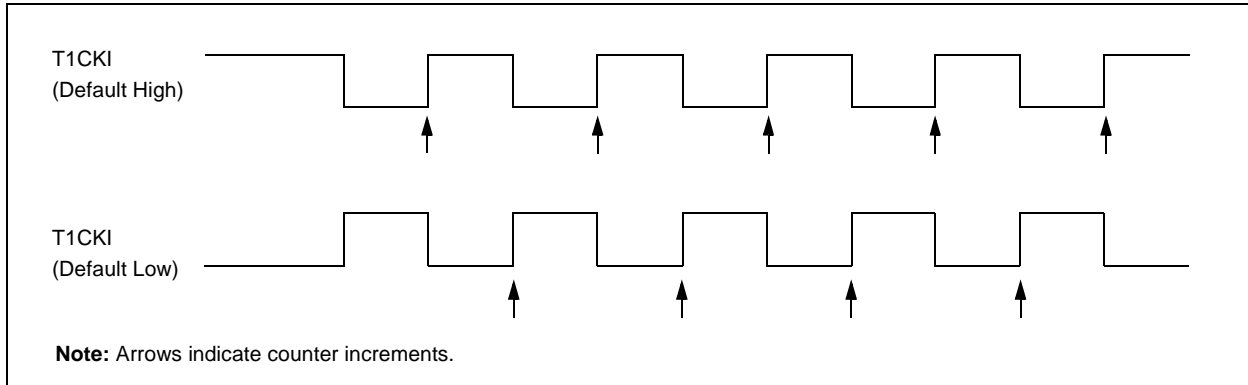 T1CKI
(Default High)
T1CKI
(Default Low)
Note: Arrows indicate counter increments.